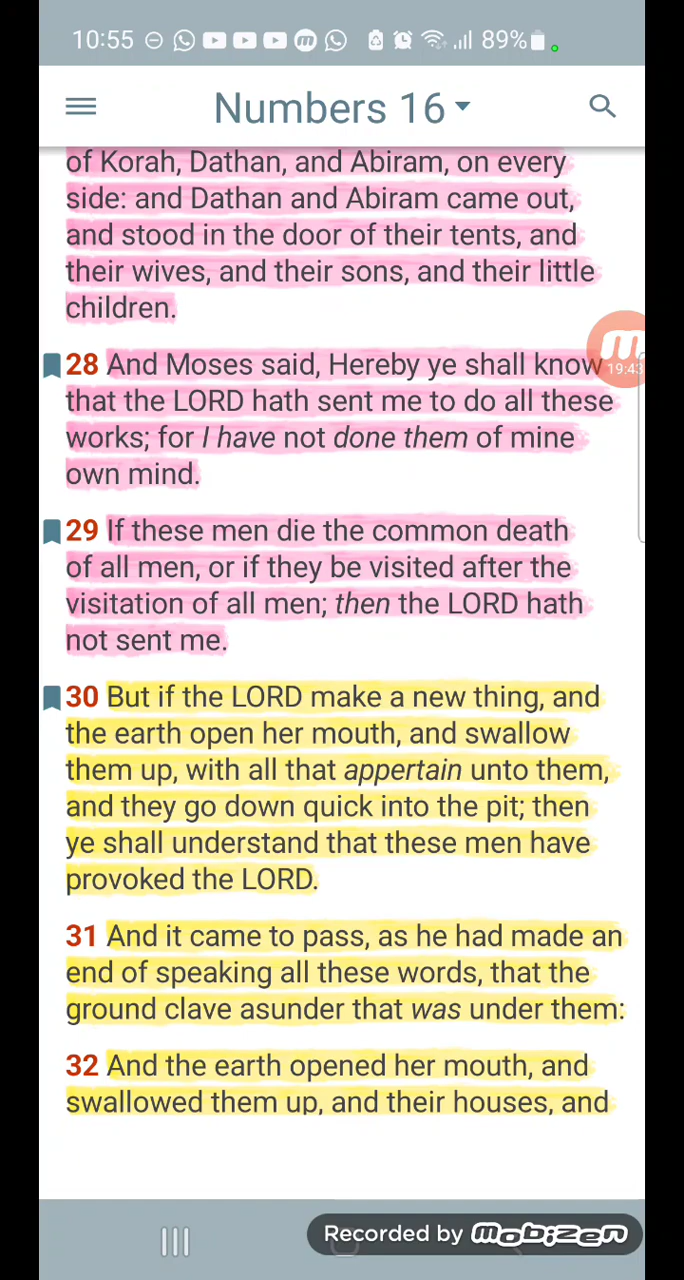 10:55 89%
Numbers 16
of Korah, Dathan, and Abiram, on every
side: and Dathan and Abiram came out,
and stood in the door of their tents, and
their wives, and their sons, and their little
children.
28 And Moses said, Hereby ye shall know
that the LORD hath sent me to do all these
works; for I have not done them of mine
own mind.
19:43
29 If these men die the common death
of all men, or if they be visited after the
visitation of all men; then the LORD hath
not sent me.
30 But if the LORD make a new thing, and
the earth open her mouth, and swallow
them up, with all that appertain unto them,
and they go down quick into the pit; then
ye shall understand that these men have
provoked the LORD.
31 And it came to pass, as he had made an
end of speaking all these words, that the
ground clave asunder that was under them:
32 And the earth opened her mouth, and
swallowed them up, and their houses, and
Recorded by mobizen